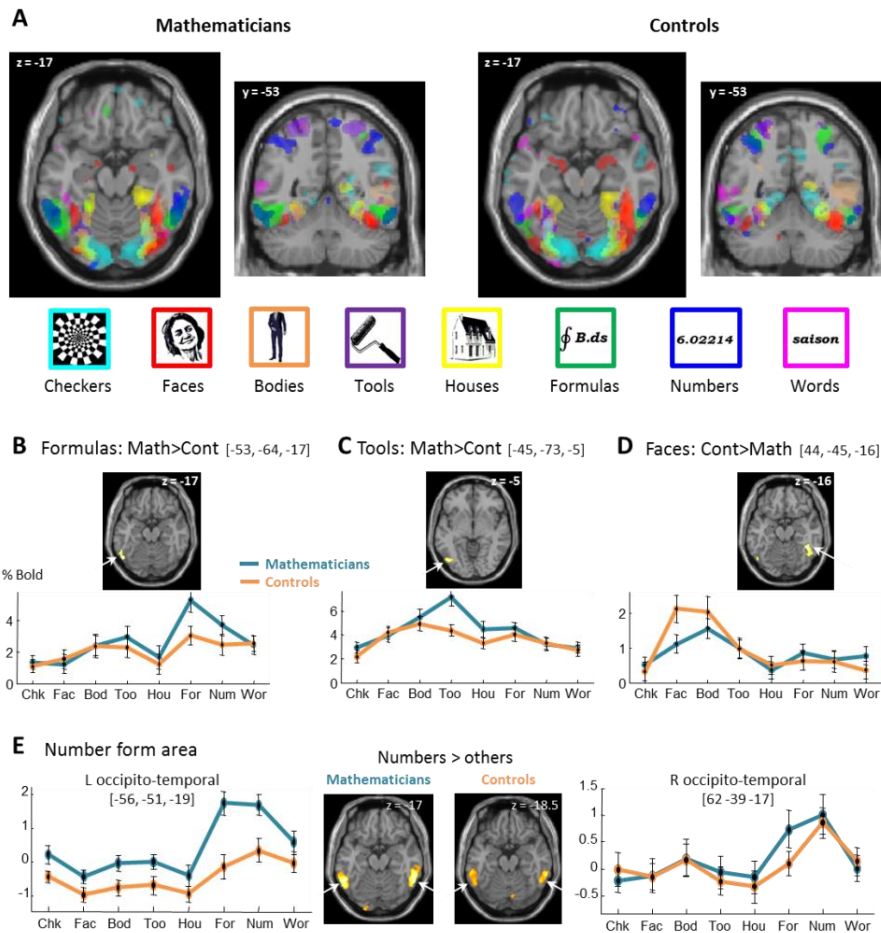 A
Mathematicians Controls
z = -17 y = -53 z = -17 y = -53
∮ B.ds 6.02214 saison
Checkers Faces Bodies Tools Houses Formulas Numbers Words
B Formulas: Math>Cont [-53, -64, -17]
z = -17
C Tools: Math>Cont [-45, -73, -5]
z = -5
D Faces: Cont>Math [44, -45, -16]
z = -16
Mathematicians
Controls
% Bold
4
2
0
Chk Fac Bod Too Hou For Num Wor
6
4
2
0
Chk Fac Bod Too Hou For Num Wor
2
1
0
Chk Fac Bod Too Hou For Num Wor
E Number form area
L occipito-temporal
[-56, -51, -19]
2
1
0
-1
Chk Fac Bod Too Hou For Num Wor
Numbers > others
Mathematicians Controls
z = -17 z = -18.5
R occipito-temporal
[62 -39 -17]
1.5
1
0.5
0
-0.5
Chk Fac Bod Too Hou For Num Wor